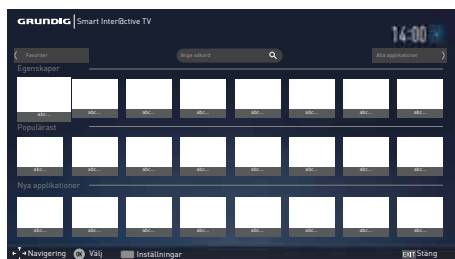 GRUNDIG Smart Inter@ctive TV
14:00
Favoriter Ange sökord Alla applikationer
Egenskaper
abc... abc... abc... abc... abc... abc... abc... abc...
Populärast
abc... abc... abc... abc... abc... abc... abc... abc...
Nya applikationer
abc... abc... abc... abc... abc... abc... abc... abc...
Navigering OK Välj Inställningar EXIT Stäng